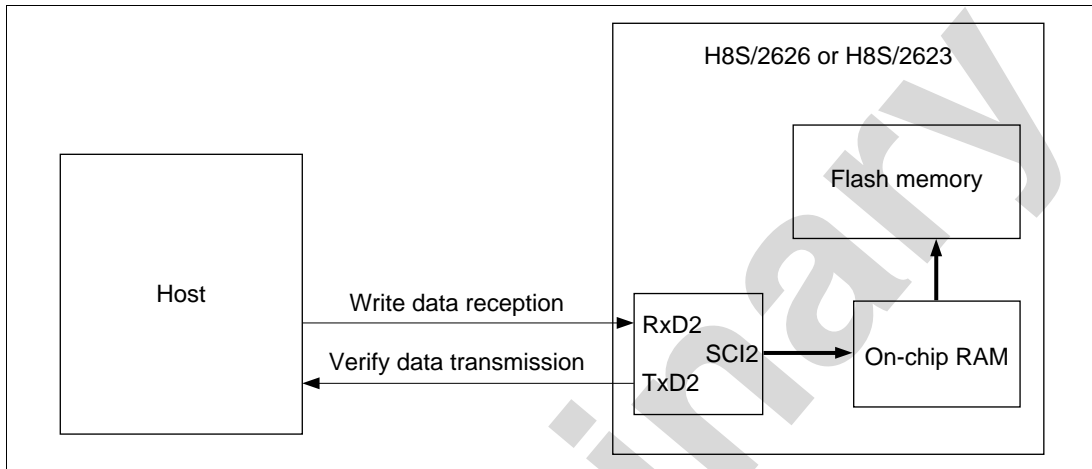 H8S/2626 or H8S/2623
Flash memory
Host
Write data reception
RxD2
SCI2
On-chip RAM
Verify data transmission
TxD2
inary